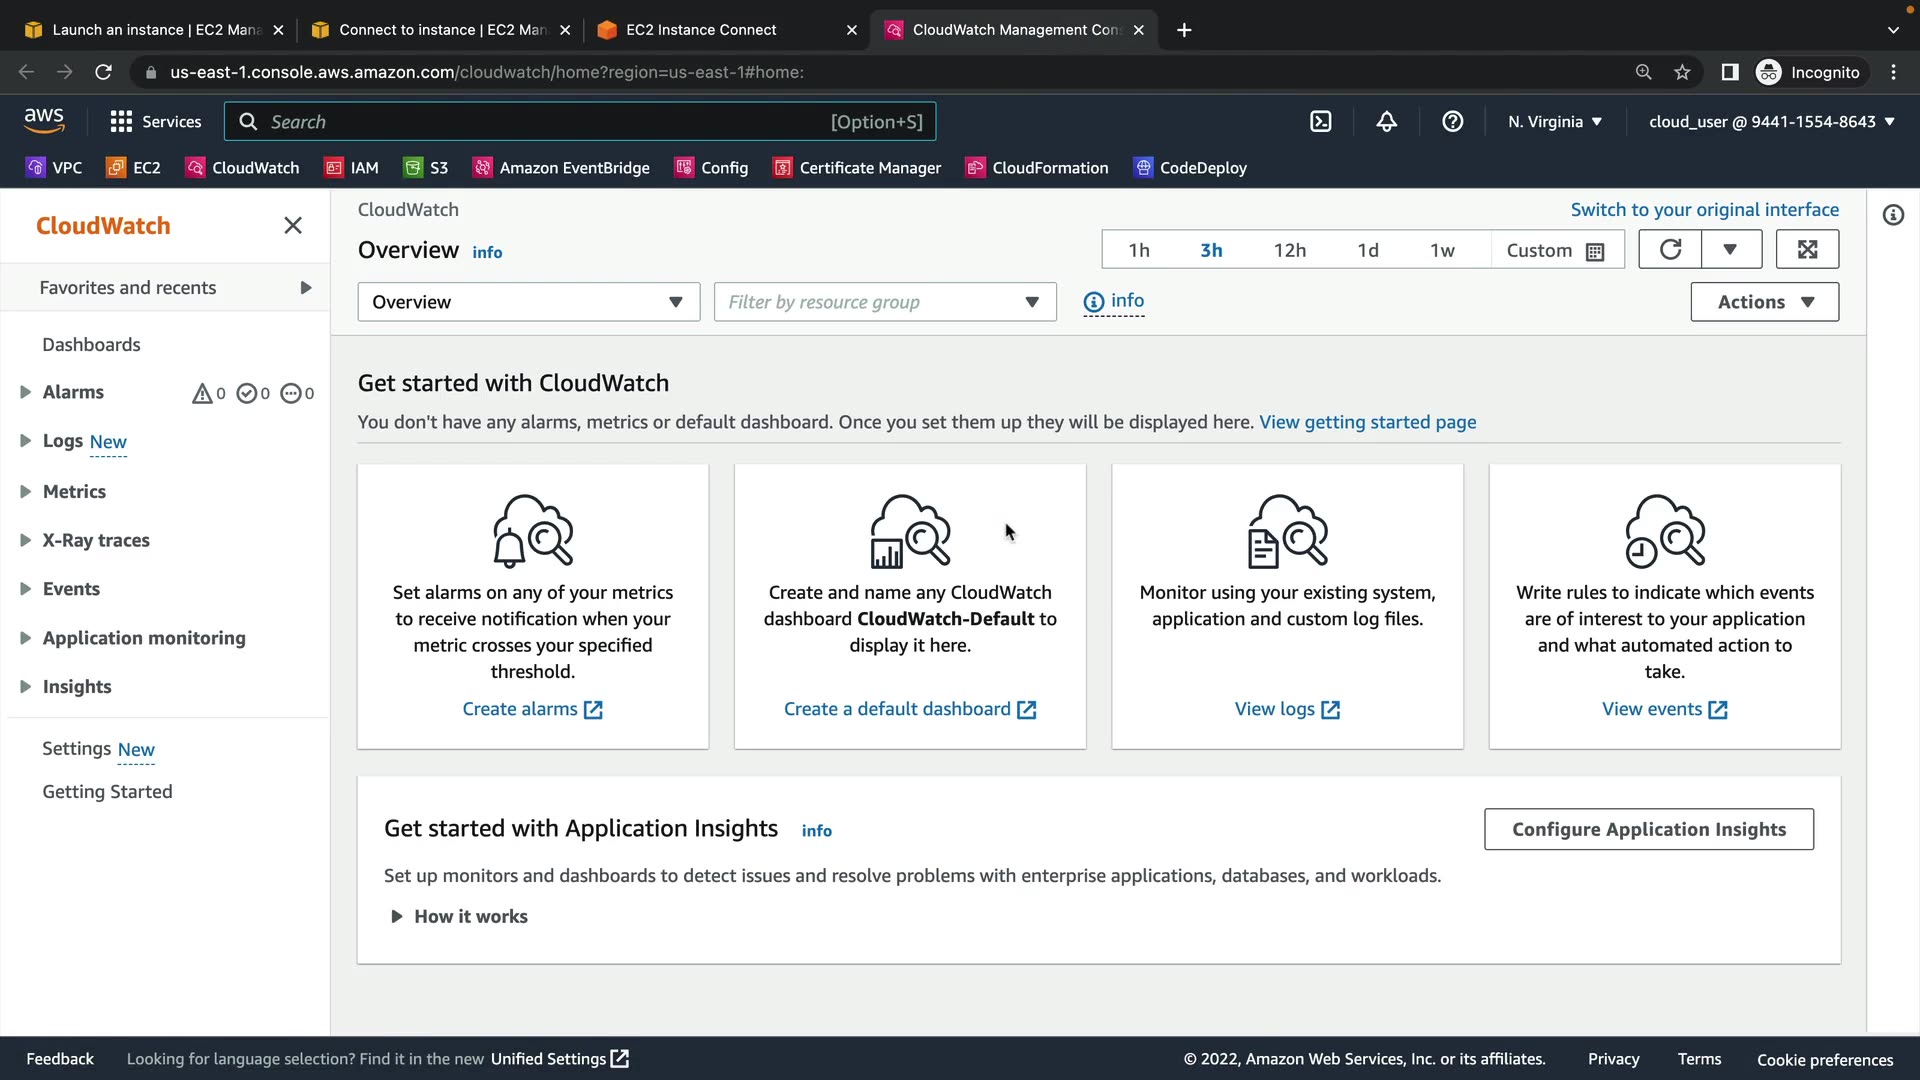 Launch an instance | EC2 Mana
Connect to instance | EC2 Man
EC2 Instance Connect
CloudWatch Management Con
us-east-1.console.aws.amazon.com/cloudwatch/home?region=us-east-1#home:
Incognito
aws
Services
Search
[Option+S]
N. Virginia
cloud_user @ 9441-1554-8643
VPC
EC2
CloudWatch
IAM
S3
Amazon EventBridge
Config
Certificate Manager
CloudFormation
CodeDeploy
CloudWatch
Favorites and recents
Dashboards
Alarms 0 0 0
Logs New
Metrics
X-Ray traces
Events
Application monitoring
Insights
Settings New
Getting Started
CloudWatch
Switch to your original interface
Overview info
1h 3h 12h 1d 1w Custom
Overview
Filter by resource group
info
Actions
Get started with CloudWatch
You don't have any alarms, metrics or default dashboard. Once you set them up they will be displayed here. View getting started page
Set alarms on any of your metrics
to receive notification when your
metric crosses your specified
threshold.
Create alarms
Create and name any CloudWatch
dashboard CloudWatch-Default to
display it here.
Create a default dashboard
Monitor using your existing system,
application and custom log files.
View logs
Write rules to indicate which events
are of interest to your application
and what automated action to
take.
View events
Get started with Application Insights info
Configure Application Insights
Set up monitors and dashboards to detect issues and resolve problems with enterprise applications, databases, and workloads.
How it works
Feedback
Looking for language selection? Find it in the new Unified Settings
© 2022, Amazon Web Services, Inc. or its affiliates.
Privacy
Terms
Cookie preferences